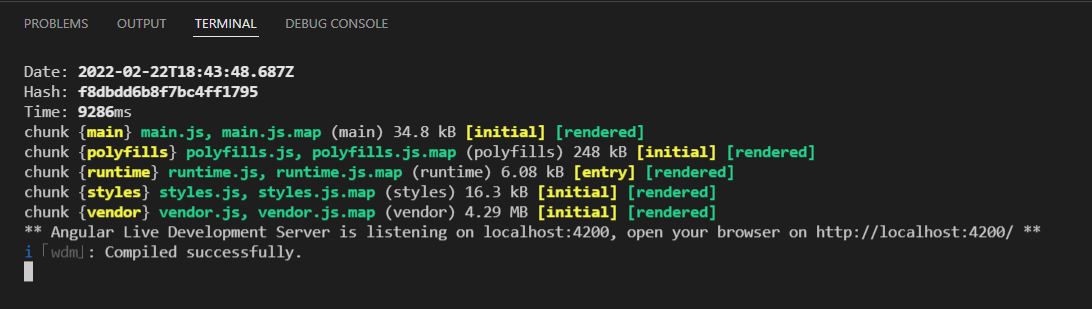 PROBLEMS OUTPUT TERMINAL DEBUG CONSOLE
Date: 2022-02-22T18:43:48.687Z
Hash: f8dbdd6b8f7bc4ff1795
Time: 9286ms
chunk {main} main.js, main.js.map (main) 34.8 kB [initial] [rendered]
chunk {polyfills} polyfills.js, polyfills.js.map (polyfills) 248 kB [initial] [rendered]
chunk {runtime} runtime.js, runtime.js.map (runtime) 6.08 kB [entry] [rendered]
chunk {styles} styles.js, styles.js.map (styles) 16.3 kB [initial] [rendered]
chunk {vendor} vendor.js, vendor.js.map (vendor) 4.29 MB [initial] [rendered]
** Angular Live Development Server is listening on localhost:4200, open your browser on http://localhost:4200/ **
i 「wdm」: Compiled successfully.